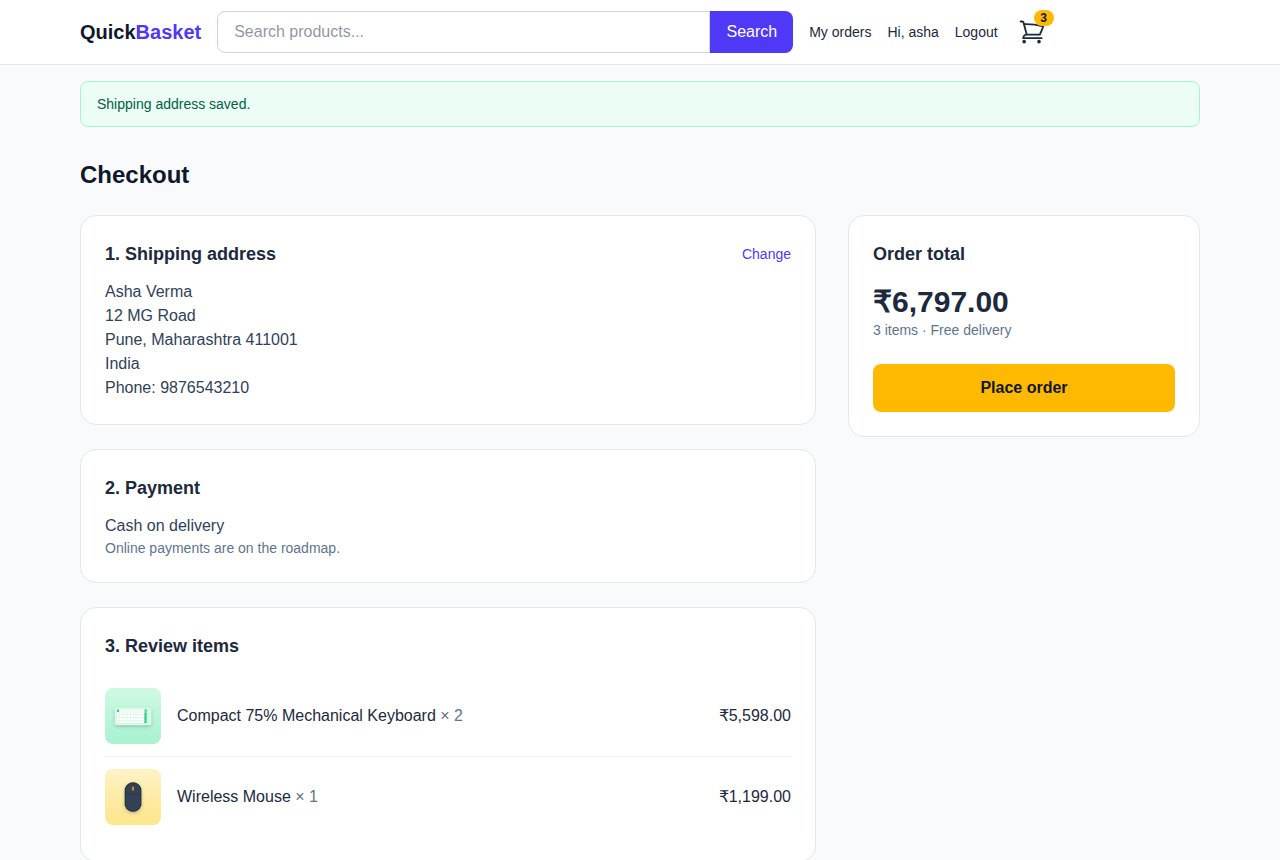 QuickBasket
Search products...
Search
My orders
Hi, asha
Logout
3
Shipping address saved.
Checkout
1. Shipping address
Change
Asha Verma
12 MG Road
Pune, Maharashtra 411001
India
Phone: 9876543210
Order total
₹6,797.00
3 items · Free delivery
Place order
2. Payment
Cash on delivery
Online payments are on the roadmap.
3. Review items
Compact 75% Mechanical Keyboard × 2
₹5,598.00
Wireless Mouse × 1
₹1,199.00